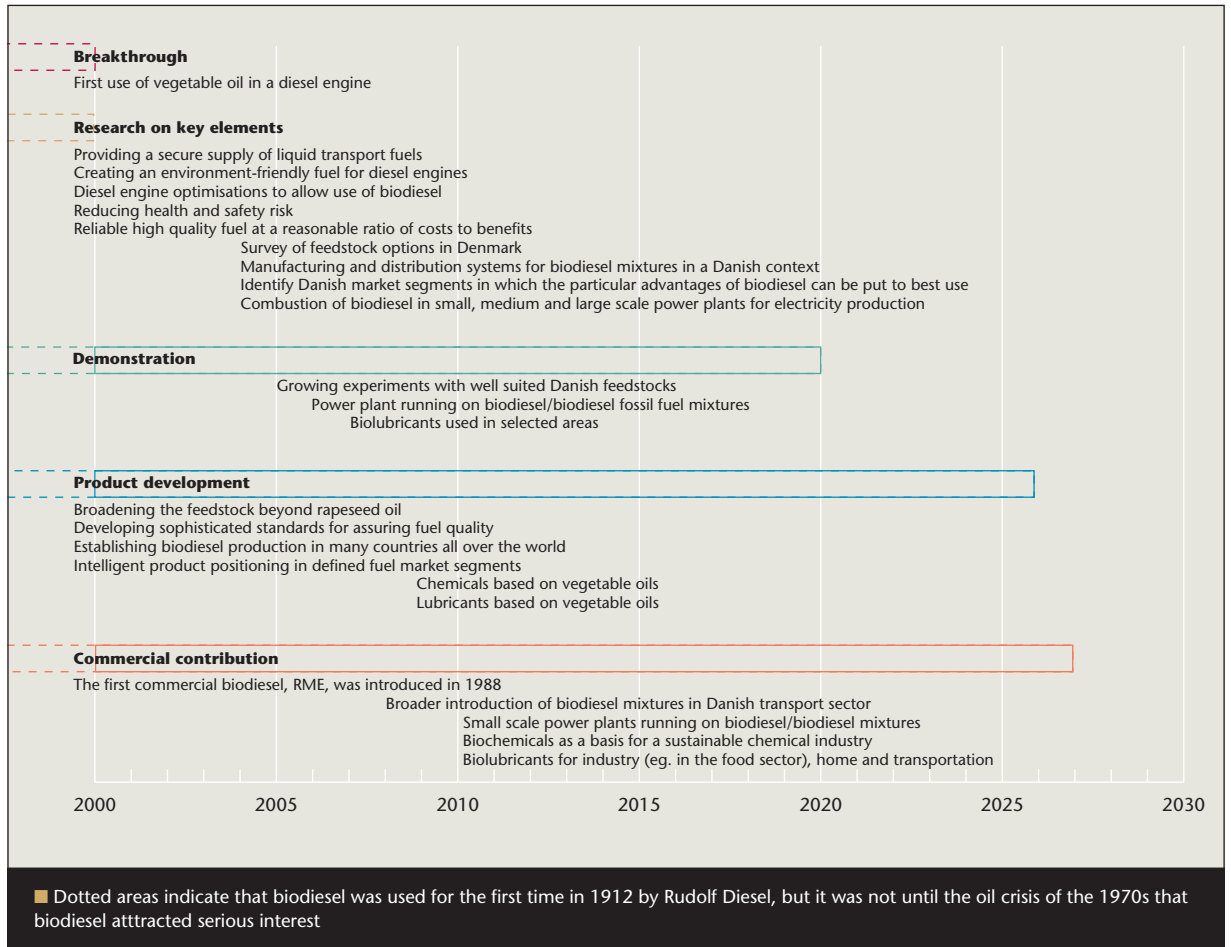 Breakthrough
First use of vegetable oil in a diesel engine
Research on key elements
Providing a secure supply of liquid transport fuels
Creating an environment-friendly fuel for diesel engines
Diesel engine optimisations to allow use of biodiesel
Reducing health and safety risk
Reliable high quality fuel at a reasonable ratio of costs to benefits
Survey of feedstock options in Denmark
Manufacturing and distribution systems for biodiesel mixtures in a Danish context
Identify Danish market segments in which the particular advantages of biodiesel can be put to best use
Combustion of biodiesel in small, medium and large scale power plants for electricity production
Demonstration
Growing experiments with well suited Danish feedstocks
Power plant running on biodiesel/biodiesel fossil fuel mixtures
Biolubricants used in selected areas
Product development
Broadening the feedstock beyond rapeseed oil
Developing sophisticated standards for assuring fuel quality
Establishing biodiesel production in many countries all over the world
Intelligent product positioning in defined fuel market segments
Chemicals based on vegetable oils
Lubricants based on vegetable oils
Commercial contribution
The first commercial biodiesel, RME, was introduced in 1988
Broader introduction of biodiesel mixtures in Danish transport sector
Small scale power plants running on biodiesel/biodiesel mixtures
Biochemicals as a basis for a sustainable chemical industry
Biolubricants for industry (eg. in the food sector), home and transportation
2000 2005 2010 2015 2020 2025 2030
Dotted areas indicate that biodiesel was used for the first time in 1912 by Rudolf Diesel, but it was not until the oil crisis of the 1970s that
biodiesel atttracted serious interest